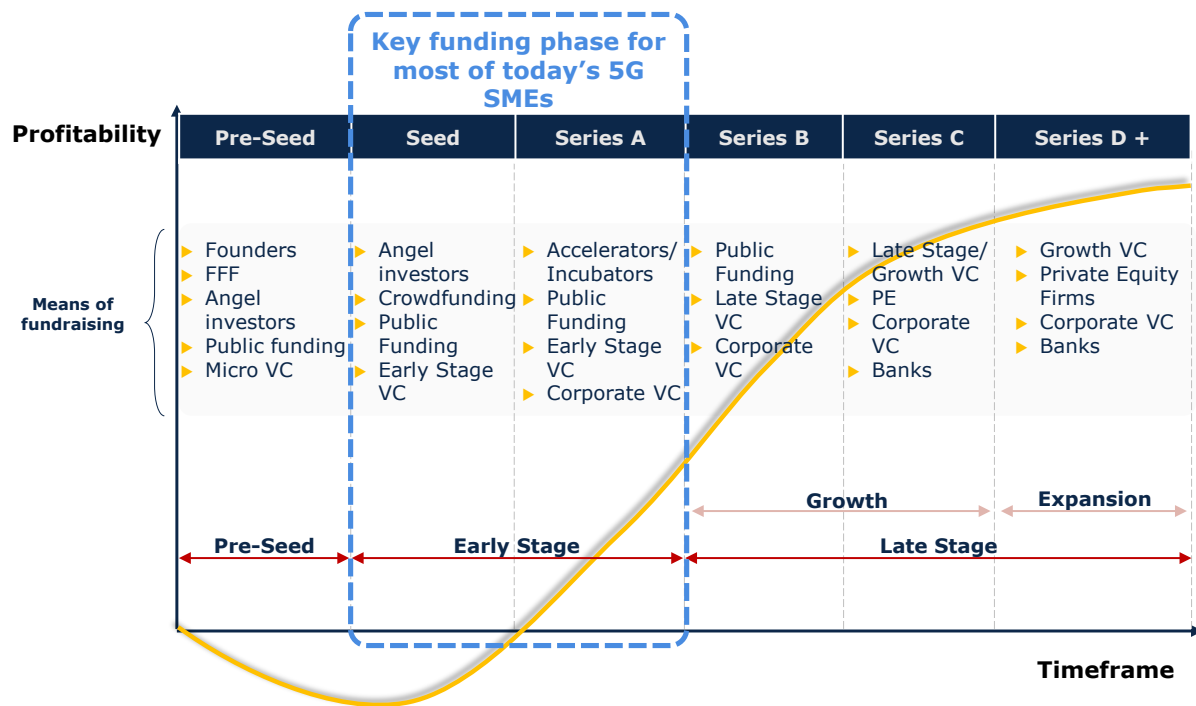 Key funding phase for
most of today's 5G
SMEs
Profitability
Pre-Seed
Seed
Series A
Series B
Series C
Series D +
Means of
fundraising
Founders
FFF
Angel
investors
Public funding
Micro VC
Angel
investors
Crowdfunding
Public
Funding
Early Stage
VC
Accelerators/
Incubators
Public
Funding
Early Stage
VC
Corporate VC
Public
Funding
Late Stage
VC
Corporate
VC
Late Stage/
Growth VC
PE
Corporate
VC
Banks
Growth VC
Private Equity
Firms
Corporate VC
Banks
Growth
Expansion
Pre-Seed
Early Stage
Late Stage
Timeframe